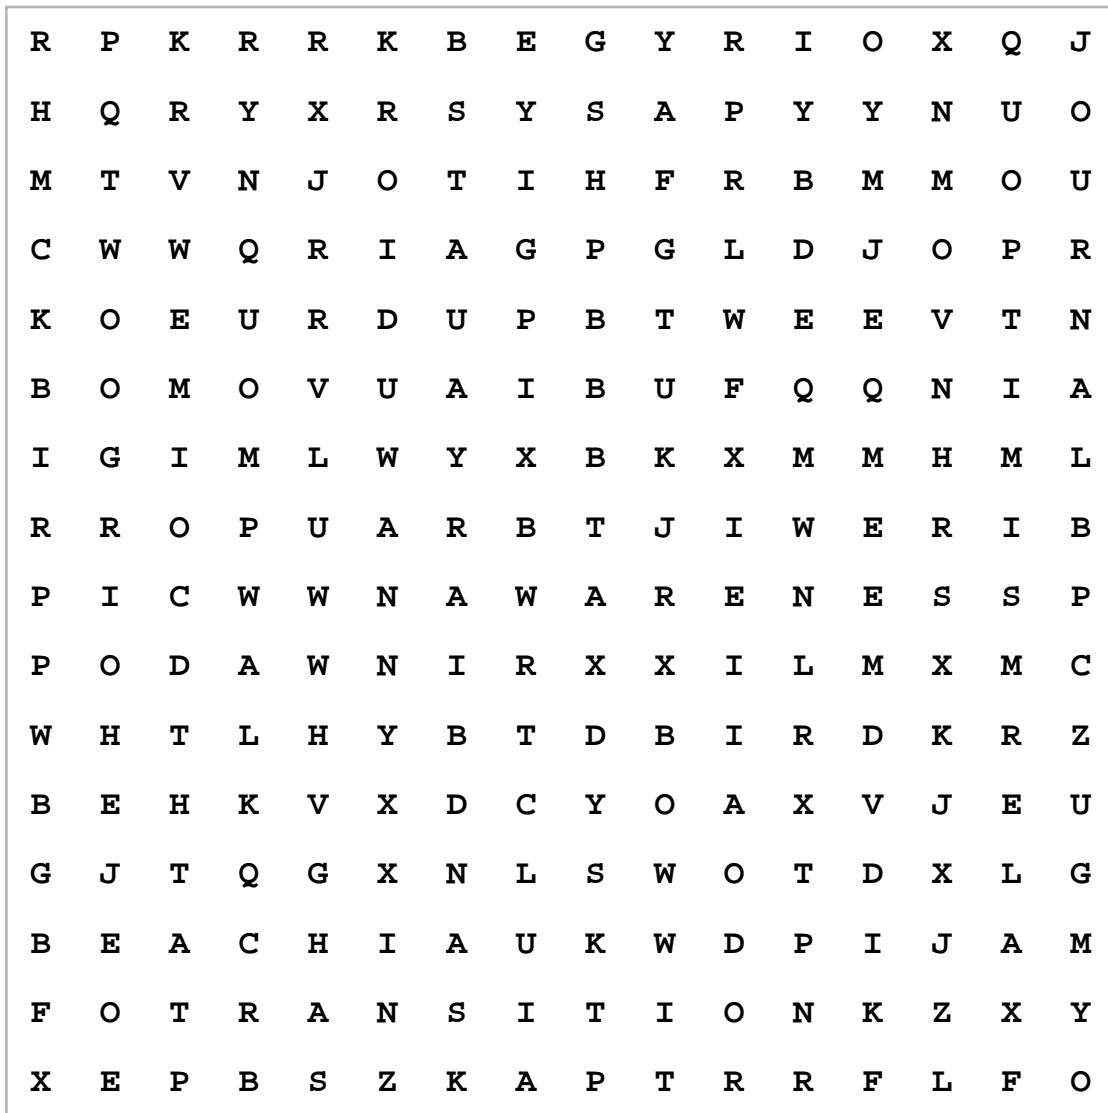 R P K R R K B E G Y R I O X Q J
H Q R Y X R S Y S A P Y Y N U O
M T V N J O T I H F R B M M O U
C W W Q R I A G P G L D J O P R
K O E U R D U P B T W E E V T N
B O M O V U A I B U F Q Q N I A
I G I M L W Y X B K X M M H M L
R R O P U A R B T J I W E R I B
P I C W W N A W A R E N E S S P
P O D A W N I R X X I L M X M C
W H T L H Y B T D B I R D K R Z
B E H K V X D C Y O A X V J E U
G J T Q G X N L S W O T D X L G
B E A C H I A U K W D P I J A M
F O T R A N S I T I O N K Z X Y
X E P B S Z K A P T R R F L F O